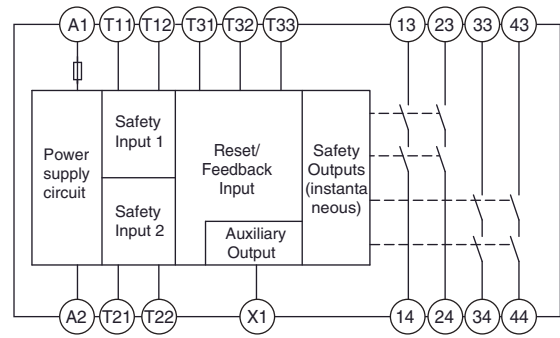 A1 T11 T12 T31 T32 T33 13 23 33 43
Power
supply
circuit
Safety
Input 1
Safety
Input 2
Reset/
Feedback
Input
Auxiliary
Output
Safety
Outputs
(instanta
neous)
A2 T21 T22 X1 14 24 34 44